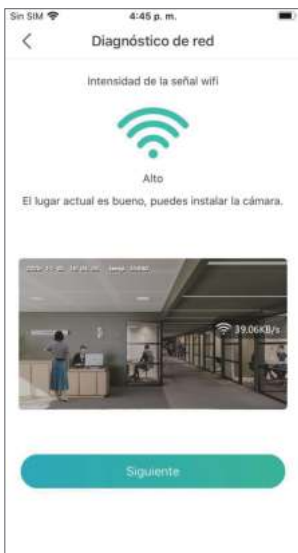 Sin SIM 4:45 p. m.
Diagnóstico de red
Intensidad de la señal wifi
Alto
El lugar actual es bueno, puedes instalar la cámara.
39.06KB/s
Siguiente